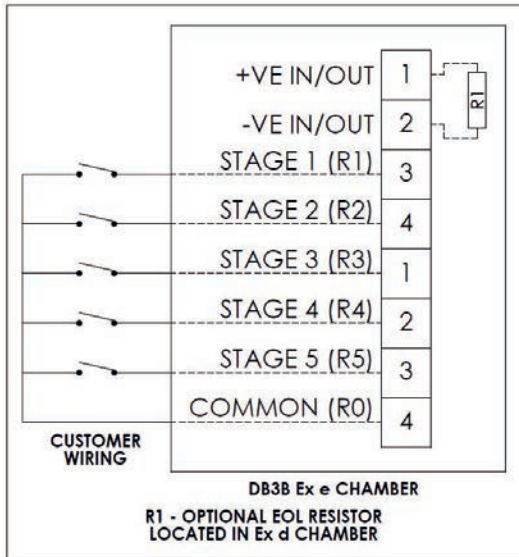 +VE IN/OUT 1
R1
-VE IN/OUT 2
STAGE 1 (R1) 3
STAGE 2 (R2) 4
STAGE 3 (R3) 1
STAGE 4 (R4) 2
STAGE 5 (R5) 3
COMMON (R0) 4
CUSTOMER
WIRING
DB3B Ex e CHAMBER
R1 - OPTIONAL EOL RESISTOR
LOCATED IN Ex d CHAMBER